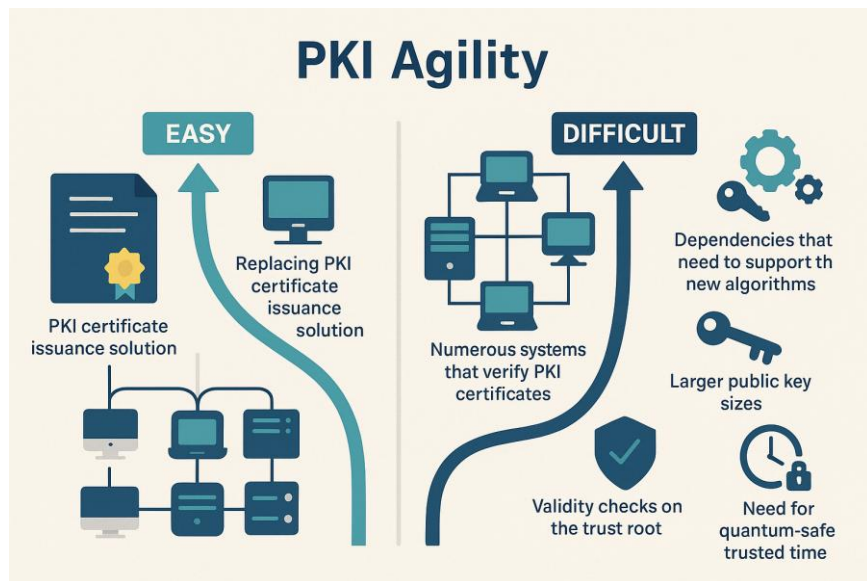 PKI Agility
EASY
PKI certificate
issuance solution
Replacing PKI
certificate
issuance
solution
DIFFICULT
Numerous systems
that verify PKI
certificates
Dependencies that
need to support th
new algorithms
Larger public key
sizes
Validity checks on
the trust root
Need for
quantum-safe
trusted time